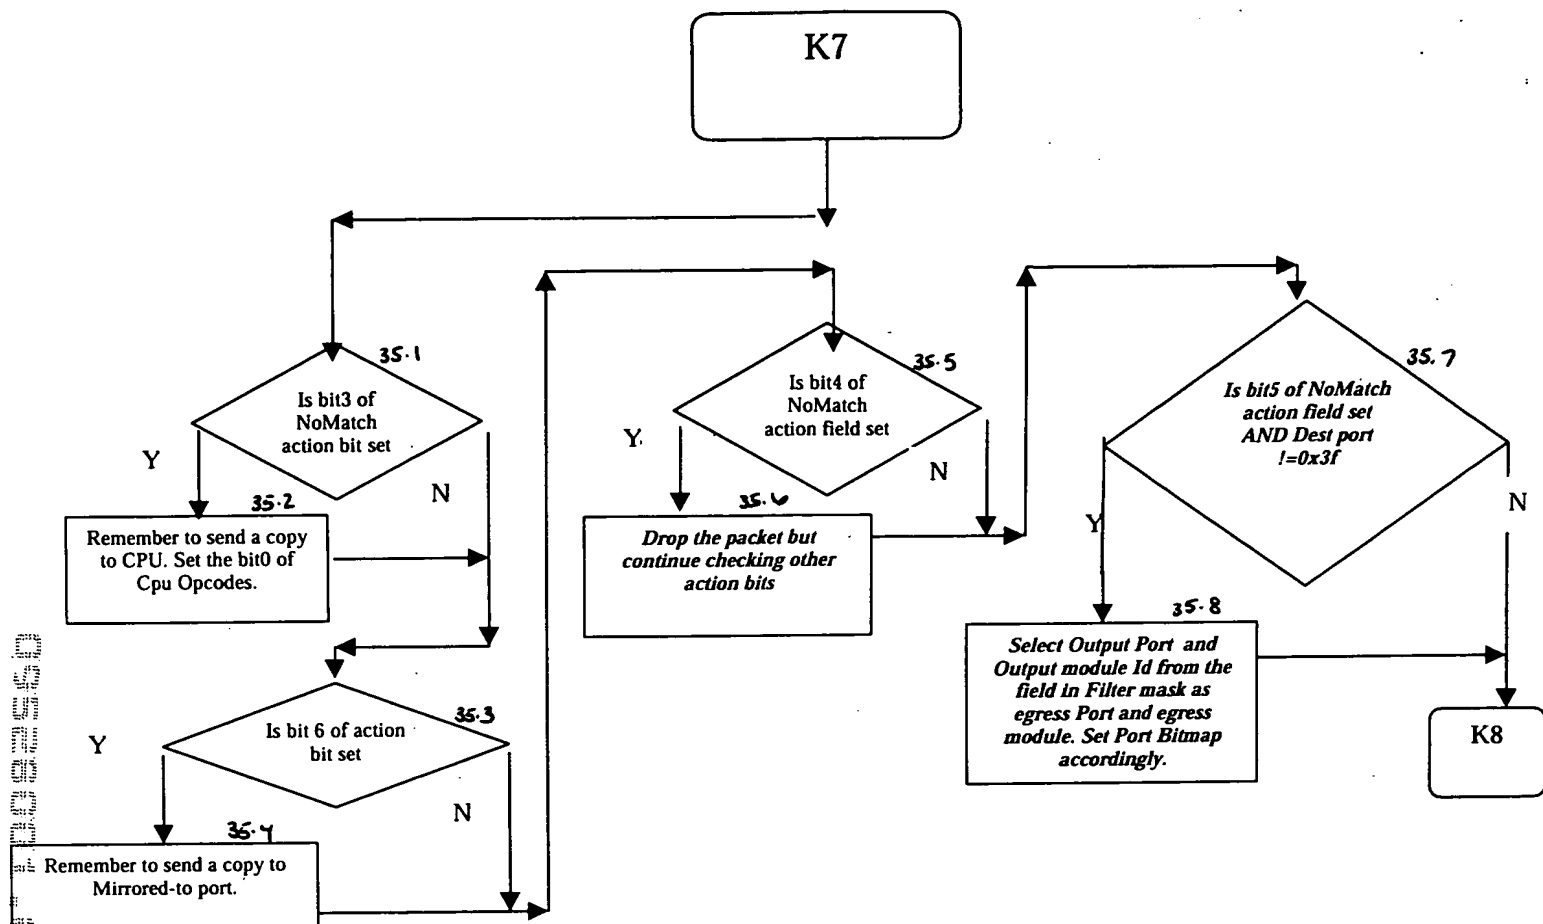 K7
35.1
Is bit3 of
NoMatch
action bit set
Y
N
35.2
Remember to send a copy
to CPU. Set the bit0 of
Cpu Opcodes.
35.3
Is bit 6 of action
bit set
Y
N
35.4
Remember to send a copy to
Mirrored-to port.
35.5
Is bit4 of
NoMatch
action field set
Y
N
35.6
Drop the packet but
continue checking other
action bits
35.7
Is bit5 of NoMatch
action field set
AND Dest port
!=0x3f
Y
N
35.8
Select Output Port and
Output module Id from the
field in Filter mask as
egress Port and egress
module. Set Port Bitmap
accordingly.
K8